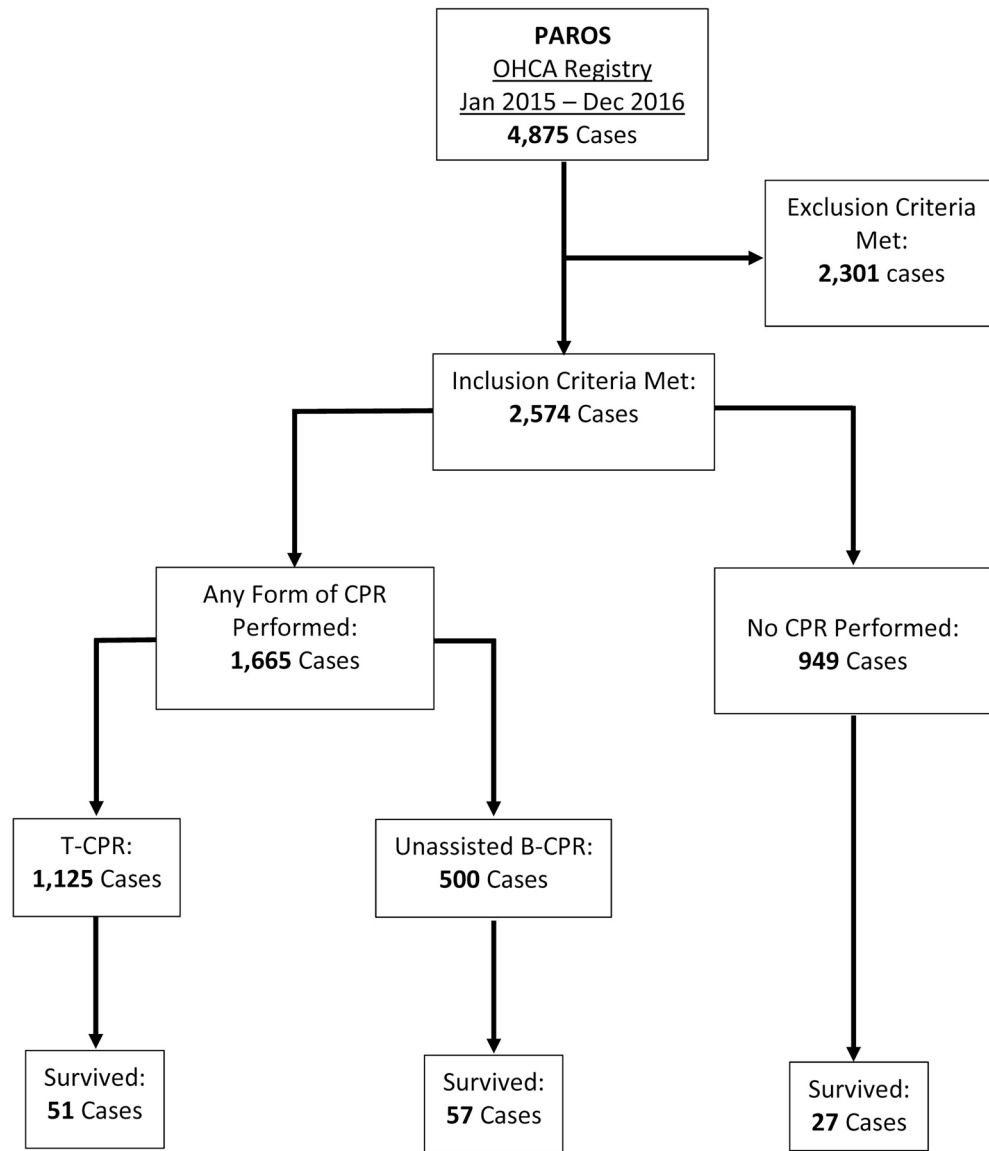 PAROS
OHCA Registry
Jan 2015 – Dec 2016
4,875 Cases
Exclusion Criteria
Met:
2,301 cases
Inclusion Criteria Met:
2,574 Cases
Any Form of CPR
Performed:
1,665 Cases
No CPR Performed:
949 Cases
T-CPR:
1,125 Cases
Unassisted B-CPR:
500 Cases
Survived:
51 Cases
Survived:
57 Cases
Survived:
27 Cases